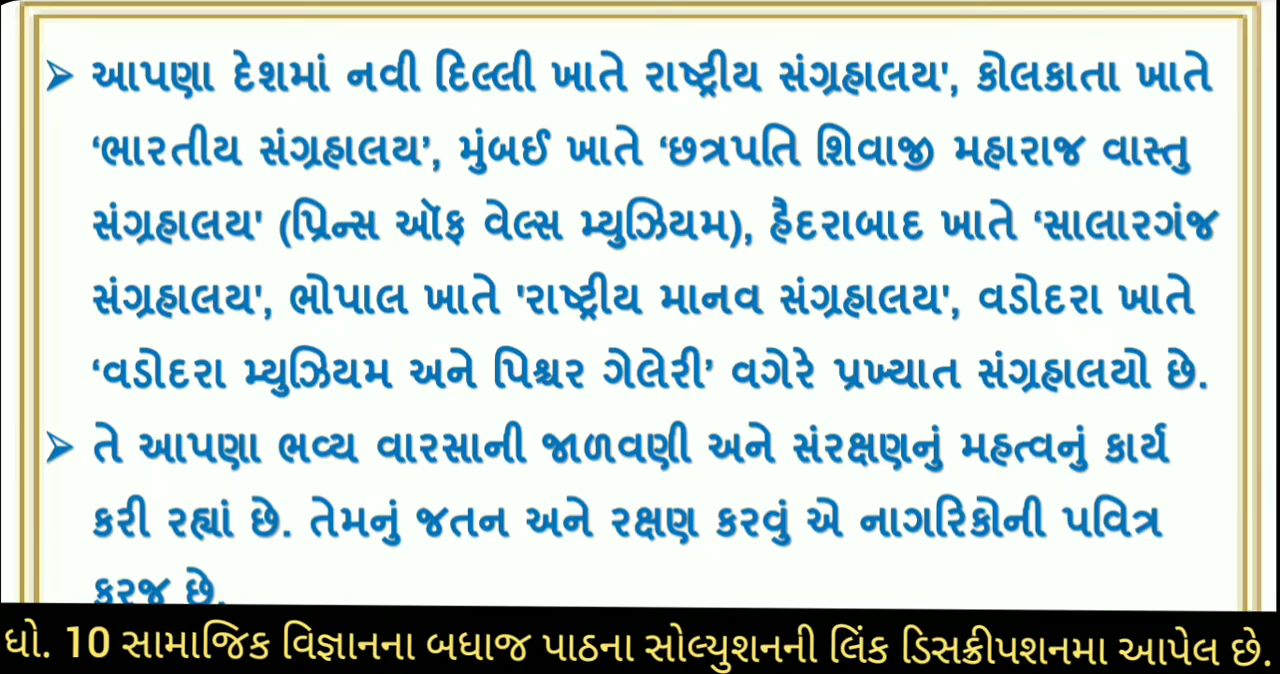 ➢ આપણા દેશમાં નવી દિલ્લી ખાતે રાષ્ટ્રીય સંગ્રહાલય', કોલકાતા ખાતે
‘ભારતીય સંગ્રહાલય’, મુંબઈ ખાતે ‘છત્રપતિ શિવાજી મહારાજ વાસ્તુ
સંગ્રહાલય' (પ્રિન્સ ઑફ વેલ્સ મ્યુઝિયમ), હૈદરાબાદ ખાતે ‘સાલારગંજ
સંગ્રહાલય', ભોપાલ ખાતે 'રાષ્ટ્રીય માનવ સંગ્રહાલય', વડોદરા ખાતે
‘વડોદરા મ્યુઝિયમ અને પિશ્ચર ગેલેરી’ વગેરે પ્રખ્યાત સંગ્રહાલયો છે.
➢ તે આપણા ભવ્ય વારસાની જાળવણી અને સંરક્ષણનું મહત્વનું કાર્ય
કરી રહ્યાં છે. તેમનું જતન અને રક્ષણ કરવું એ નાગરિકોની પવિત્ર
ફરજ છે.
ધો. 10 સામાજિક વિજ્ઞાનના બધાજ પાઠના સોલ્યુશનની લિંક ડિસક્રીપશનમા આપેલ છે.